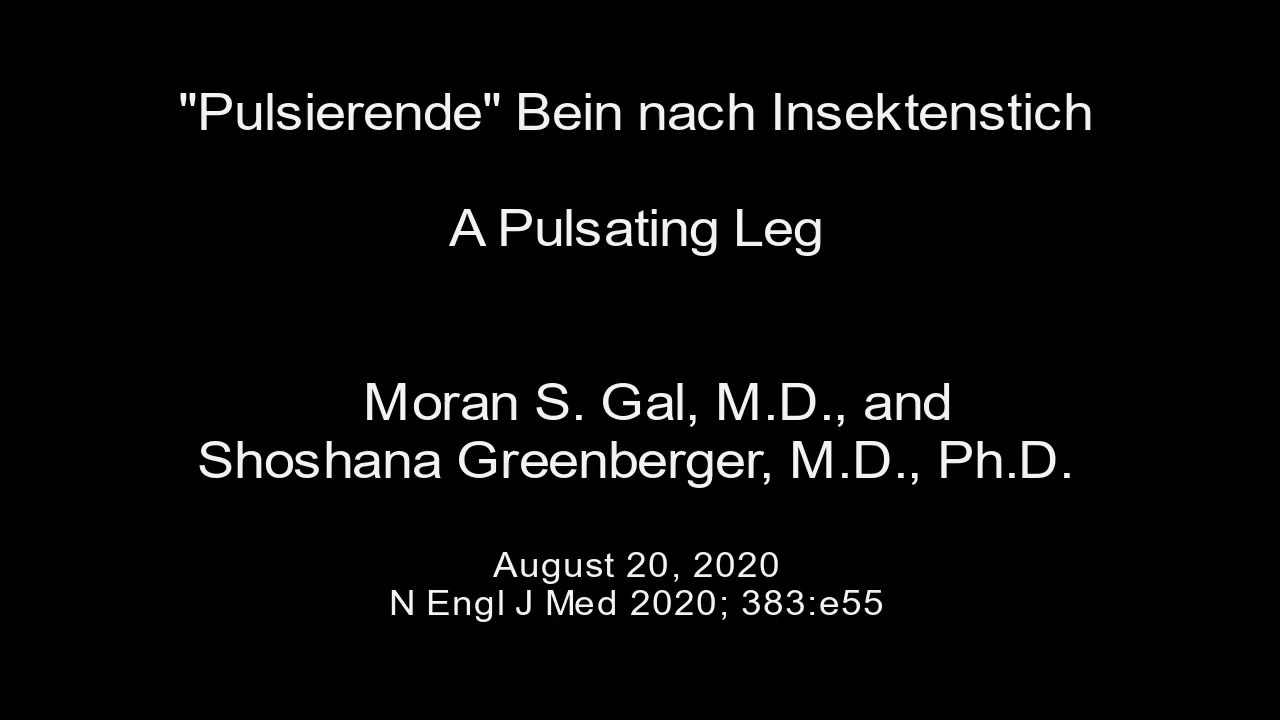 "Pulsierende" Bein nach Insektenstich
A Pulsating Leg
Moran S. Gal, M.D., and
Shoshana Greenberger, M.D., Ph.D.
August 20, 2020
N Engl J Med 2020; 383:e55